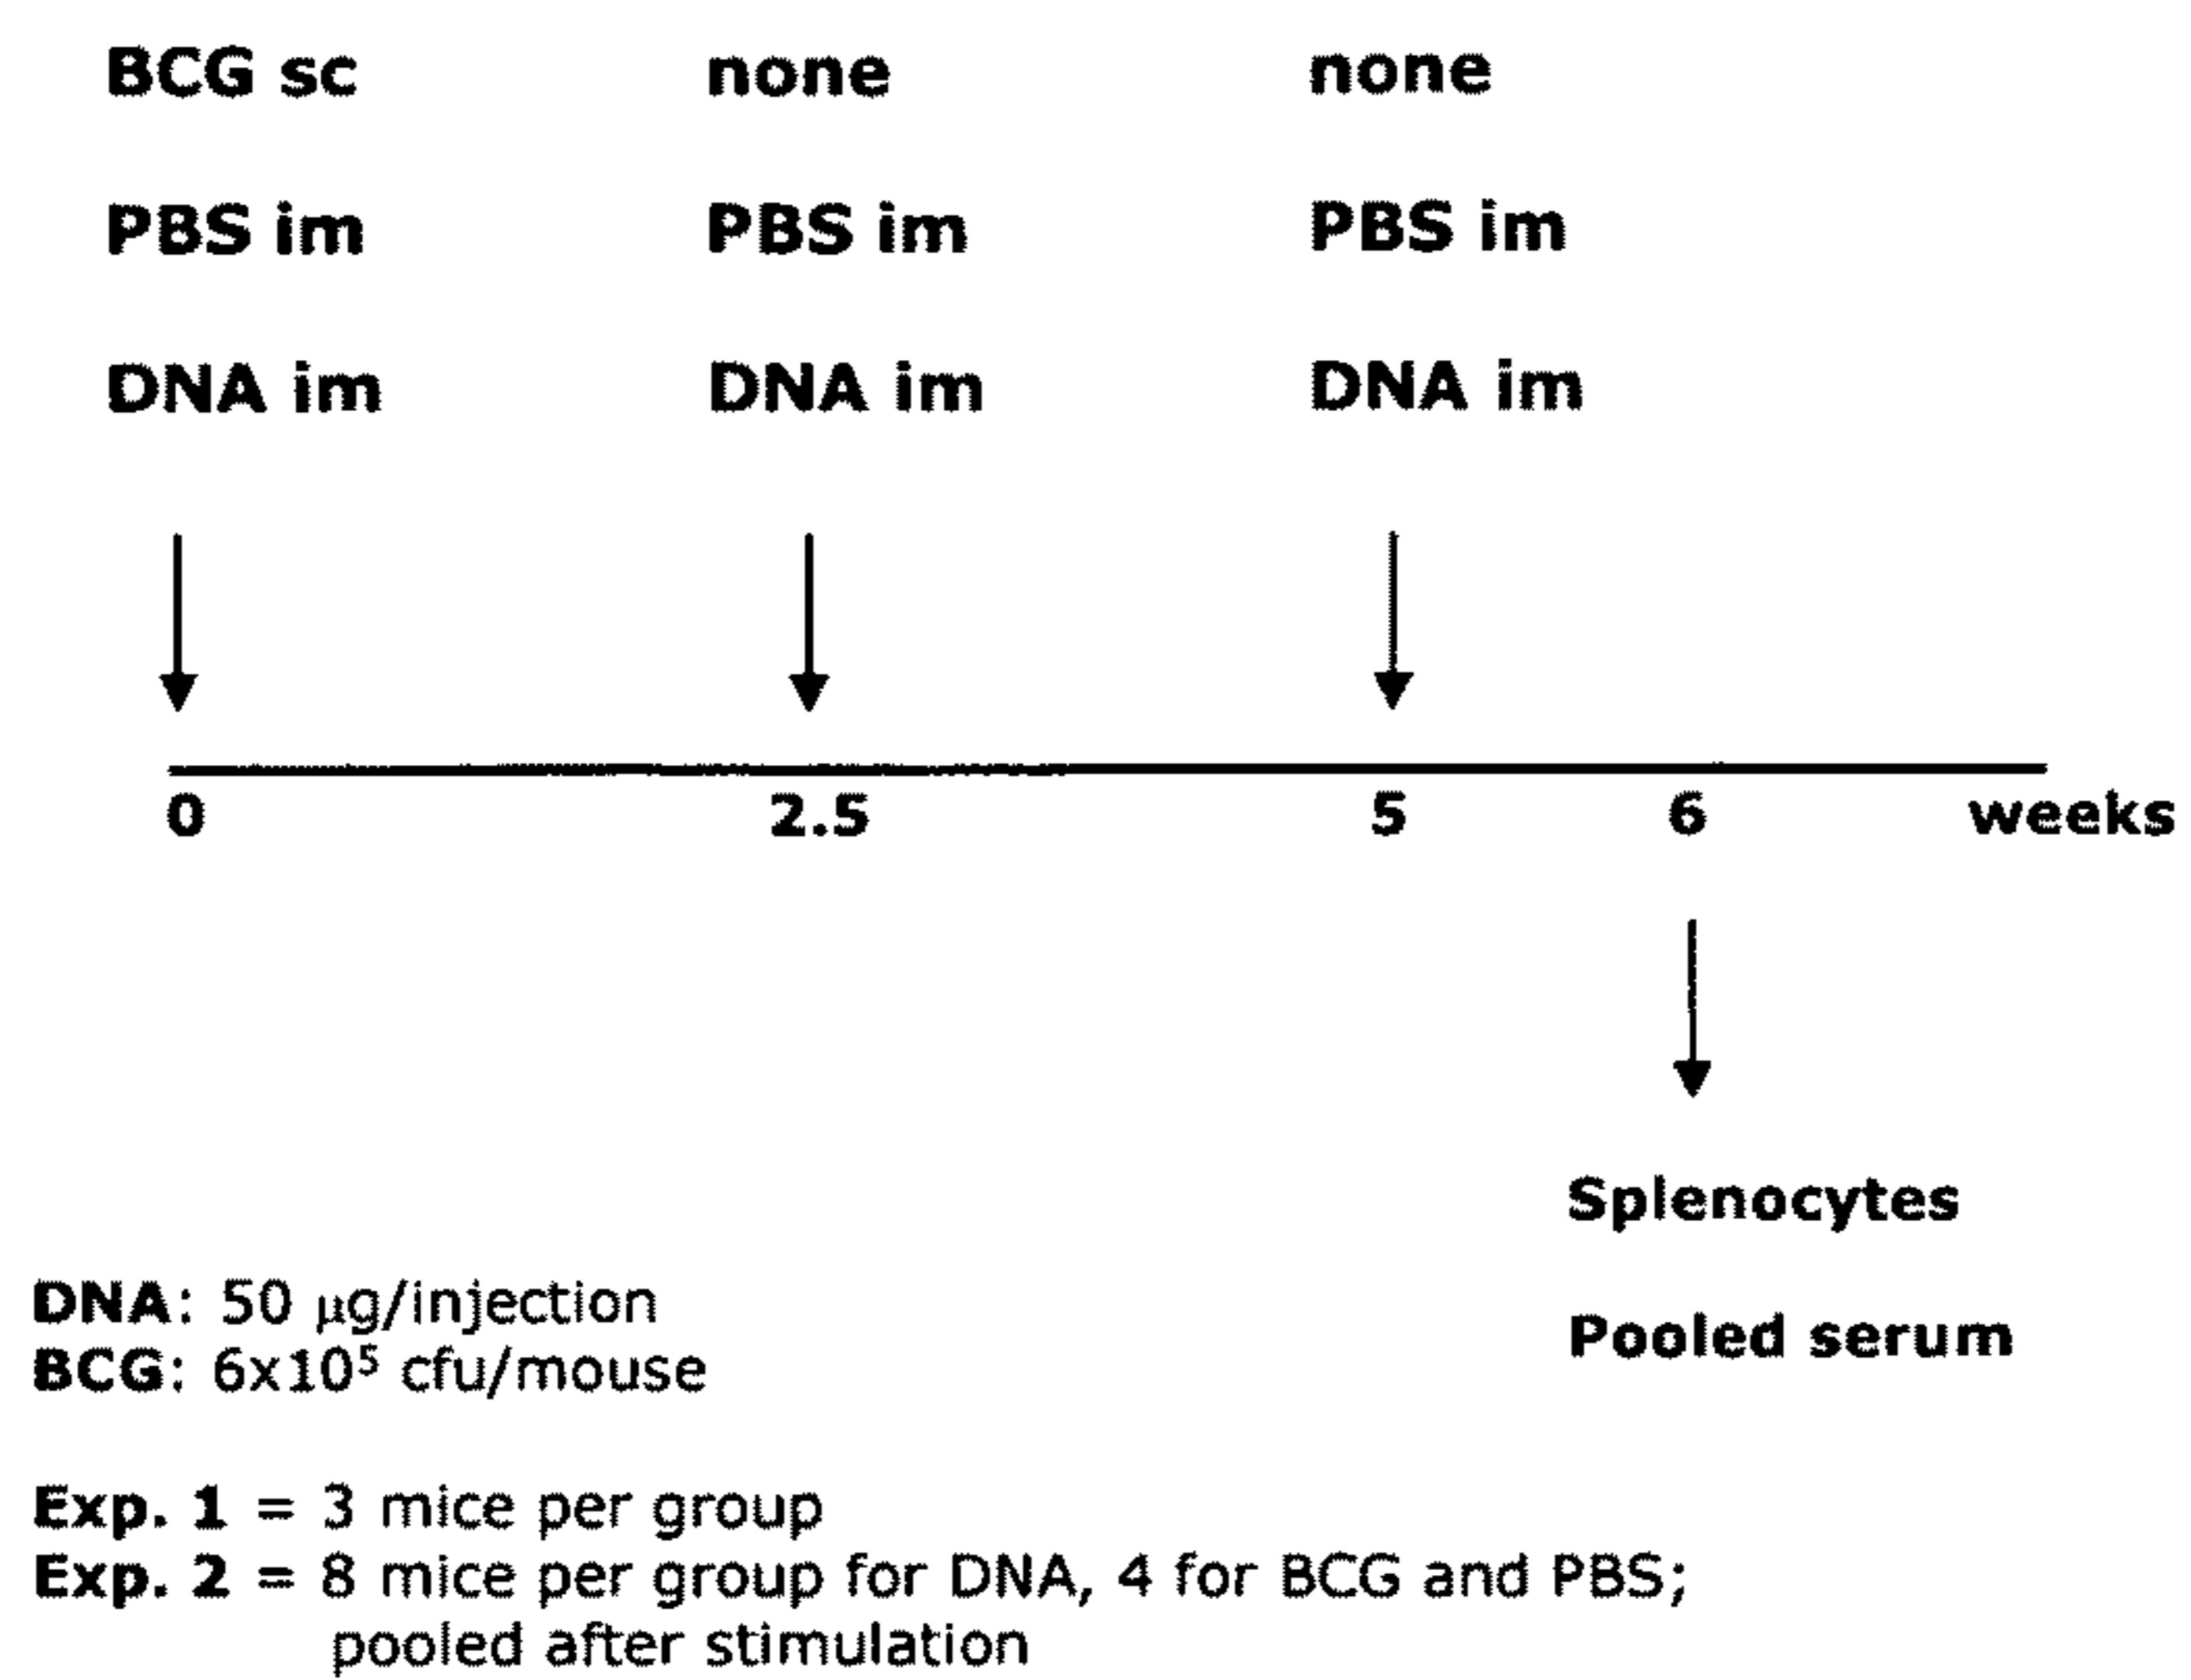 BCG sc none none
PBS im PBS im PBS im
DNA im DNA im DNA im
0 2.5 5 6 weeks
Splenocytes
Pooled serum
DNA: 50 µg/injection
BCG: 6x10⁵ cfu/mouse
Exp. 1 = 3 mice per group
Exp. 2 = 8 mice per group for DNA, 4 for BCG and PBS;
pooled after stimulation